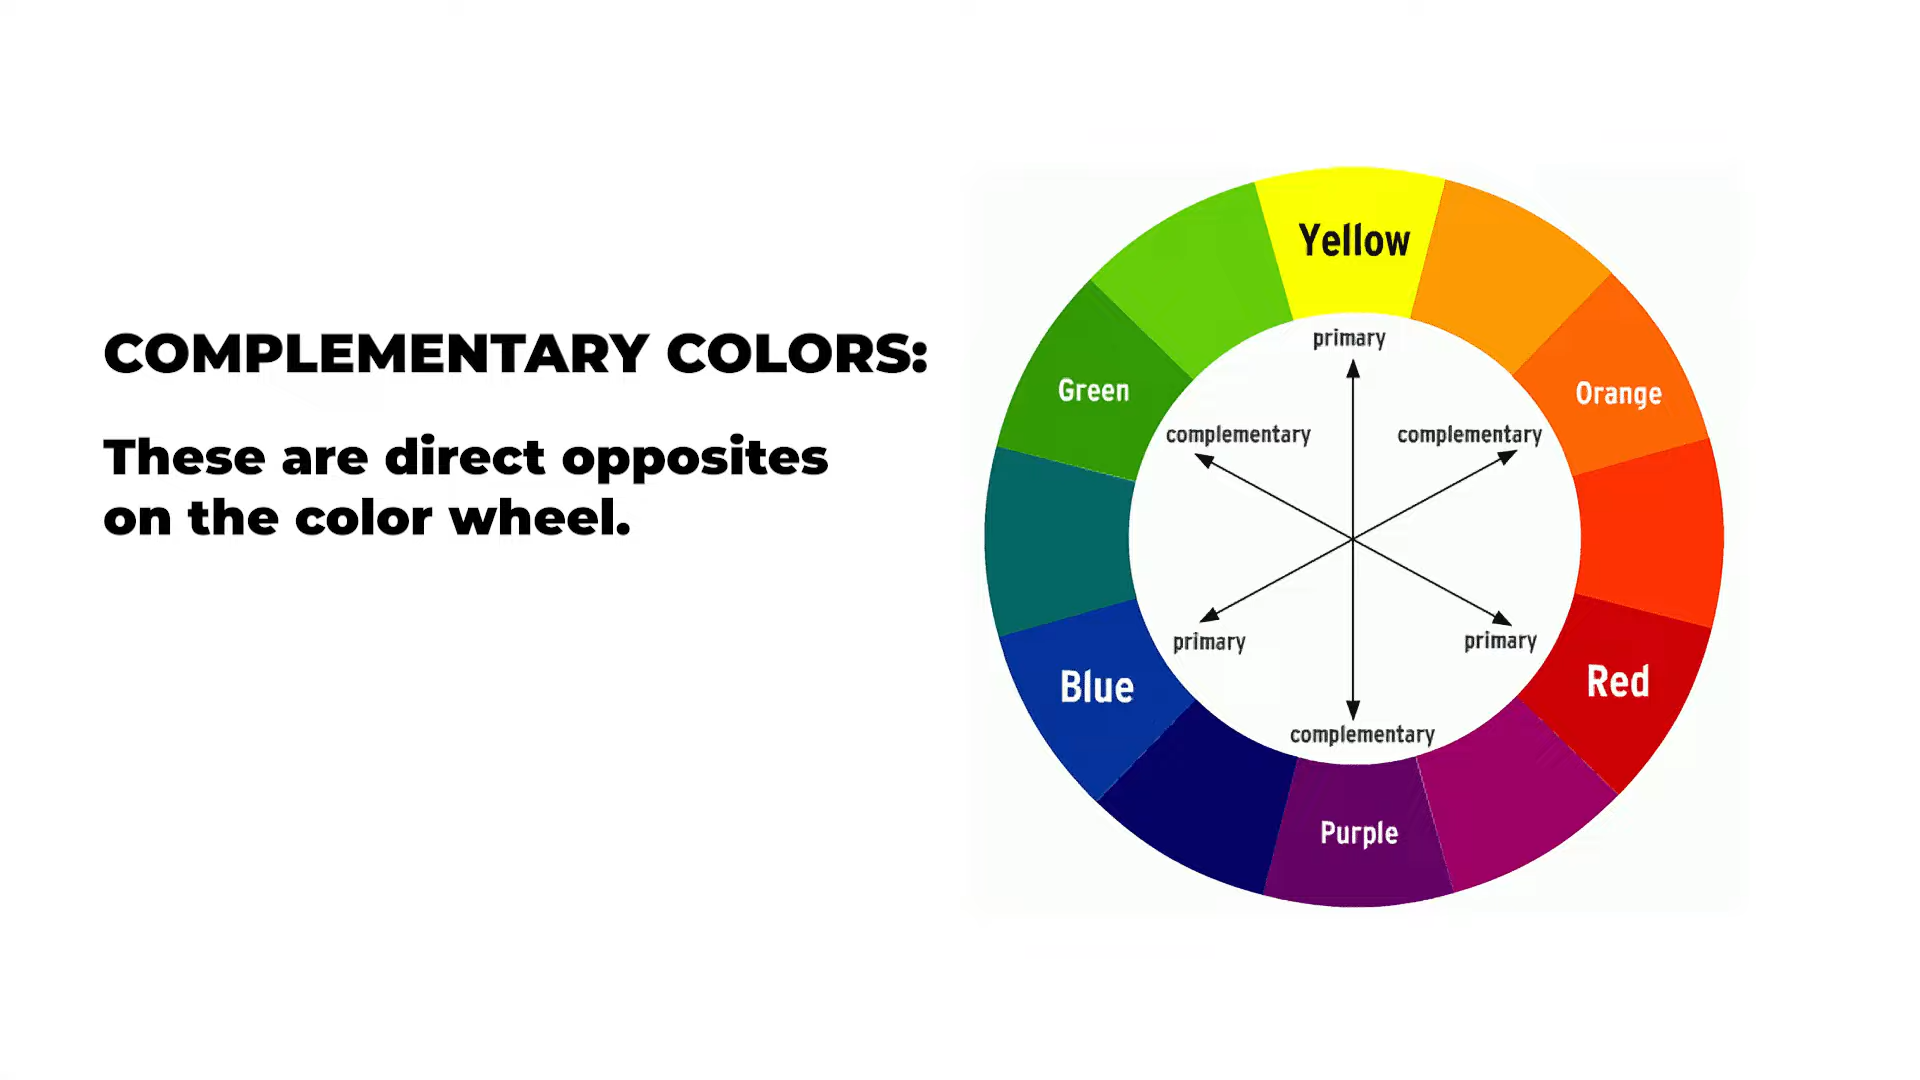 COMPLEMENTARY COLORS:
These are direct opposites
on the color wheel.
Yellow
primary
Green
Orange
complementary
complementary
primary
primary
Blue
Red
complementary
Purple